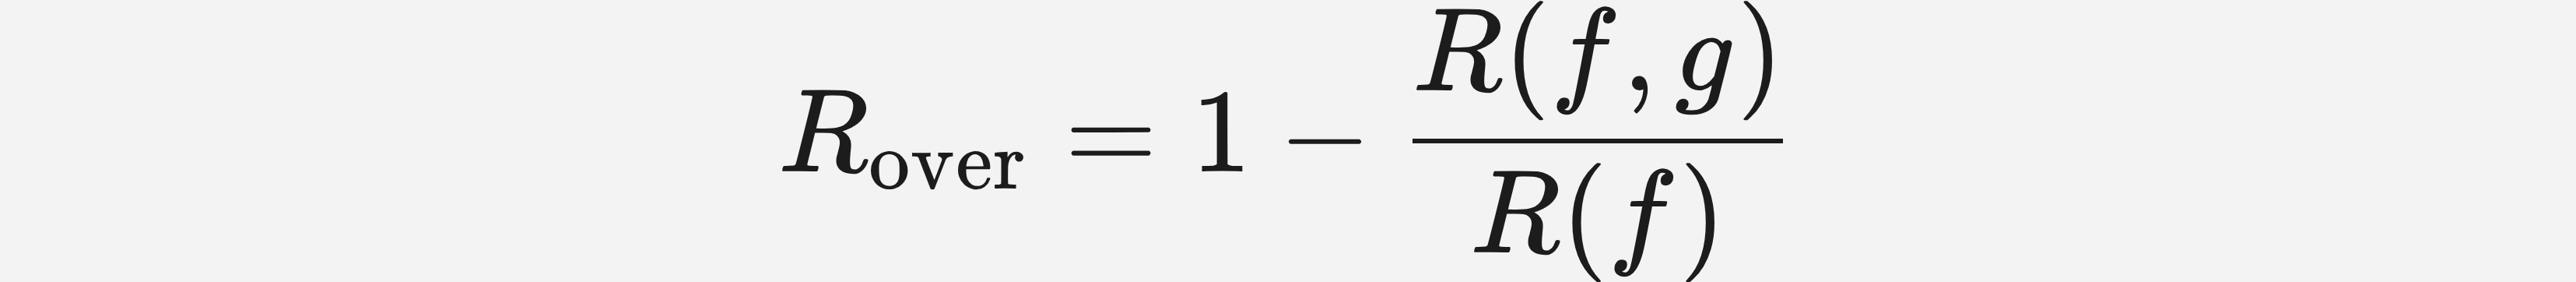 R_over = 1 − R(f, g) / R(f)